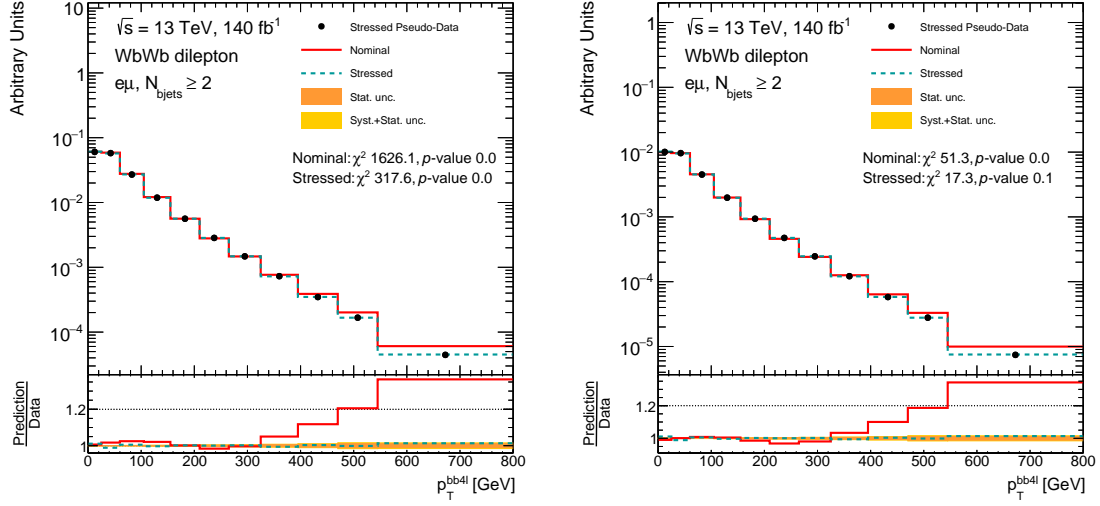 Arbitrary Units
√s = 13 TeV, 140 fb⁻¹
WbWb dilepton
eμ, N_bjets ≥ 2
Stressed Pseudo-Data
Nominal
Stressed
Stat. unc.
Syst.+Stat. unc.
Nominal: χ² 1626.1, p-value 0.0
Stressed: χ² 317.6, p-value 0.0
1
10⁻¹
10⁻²
10⁻³
10⁻⁴
Prediction
Data
1.2
1
0 100 200 300 400 500 600 700 800
p_T^bb4l [GeV]
Arbitrary Units
√s = 13 TeV, 140 fb⁻¹
WbWb dilepton
eμ, N_bjets ≥ 2
Stressed Pseudo-Data
Nominal
Stressed
Stat. unc.
Syst.+Stat. unc.
Nominal: χ² 51.3, p-value 0.0
Stressed: χ² 17.3, p-value 0.1
1
10⁻¹
10⁻²
10⁻³
10⁻⁴
10⁻⁵
Prediction
Data
1.2
1
0 100 200 300 400 500 600 700 800
p_T^bb4l [GeV]